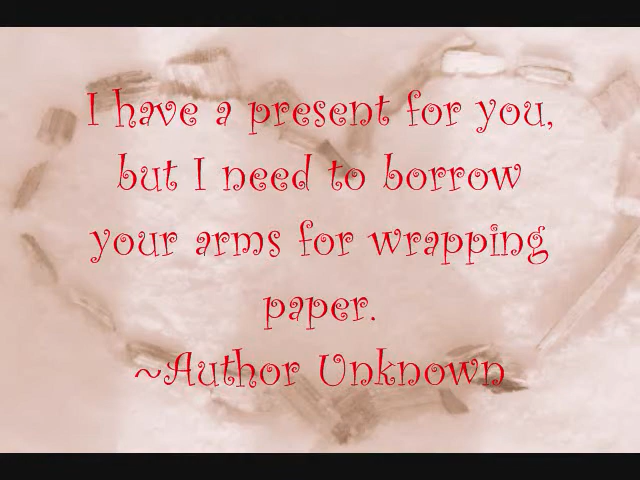 I have a present for you,
but I need to borrow
your arms for wrapping
paper.
~Author Unknown